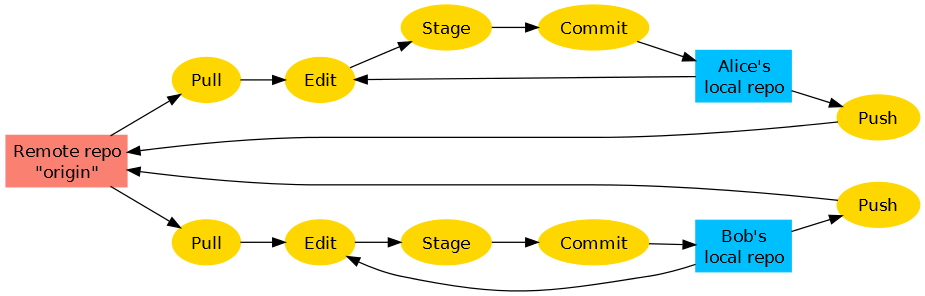 Stage
Commit
Pull
Edit
Alice's
local repo
Push
Remote repo
"origin"
Pull
Edit
Stage
Commit
Bob's
local repo
Push